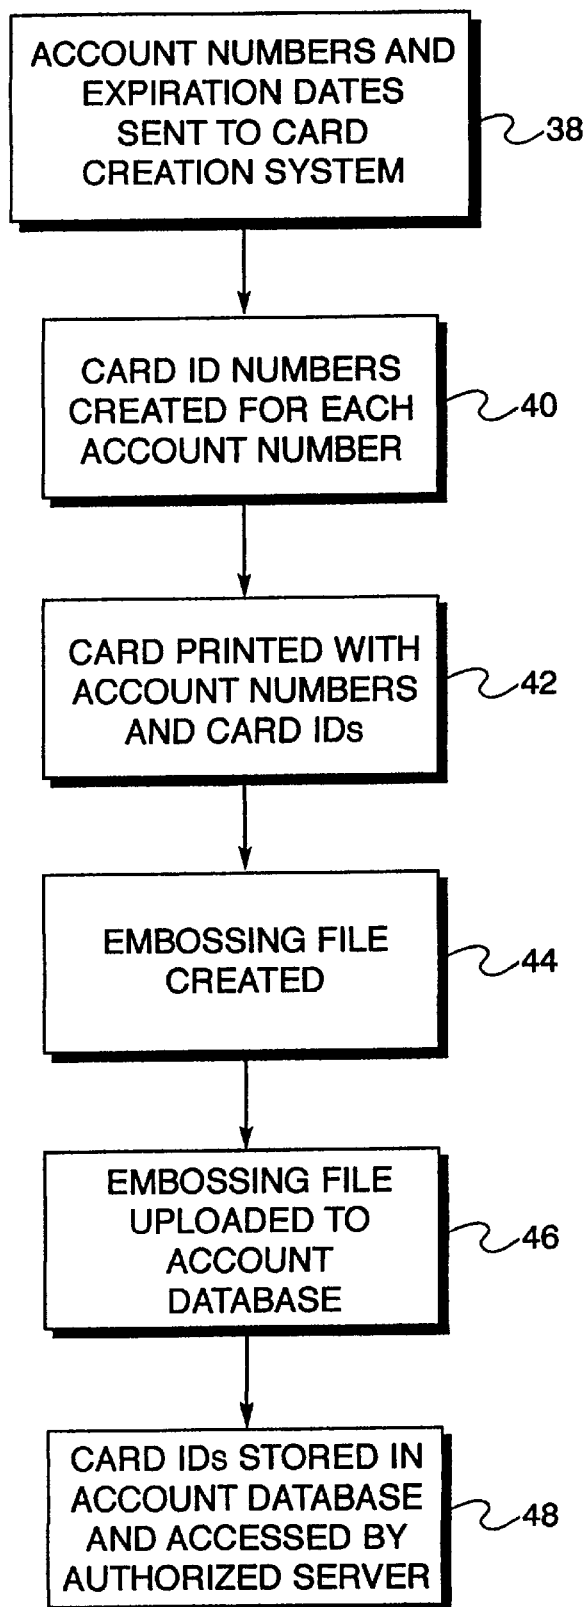 ACCOUNT NUMBERS AND
EXPIRATION DATES
SENT TO CARD
CREATION SYSTEM
38
CARD ID NUMBERS
CREATED FOR EACH
ACCOUNT NUMBER
40
CARD PRINTED WITH
ACCOUNT NUMBERS
AND CARD IDs
42
EMBOSSING FILE
CREATED
44
EMBOSSING FILE
UPLOADED TO
ACCOUNT
DATABASE
46
CARD IDs STORED IN
ACCOUNT DATABASE
AND ACCESSED BY
AUTHORIZED SERVER
48